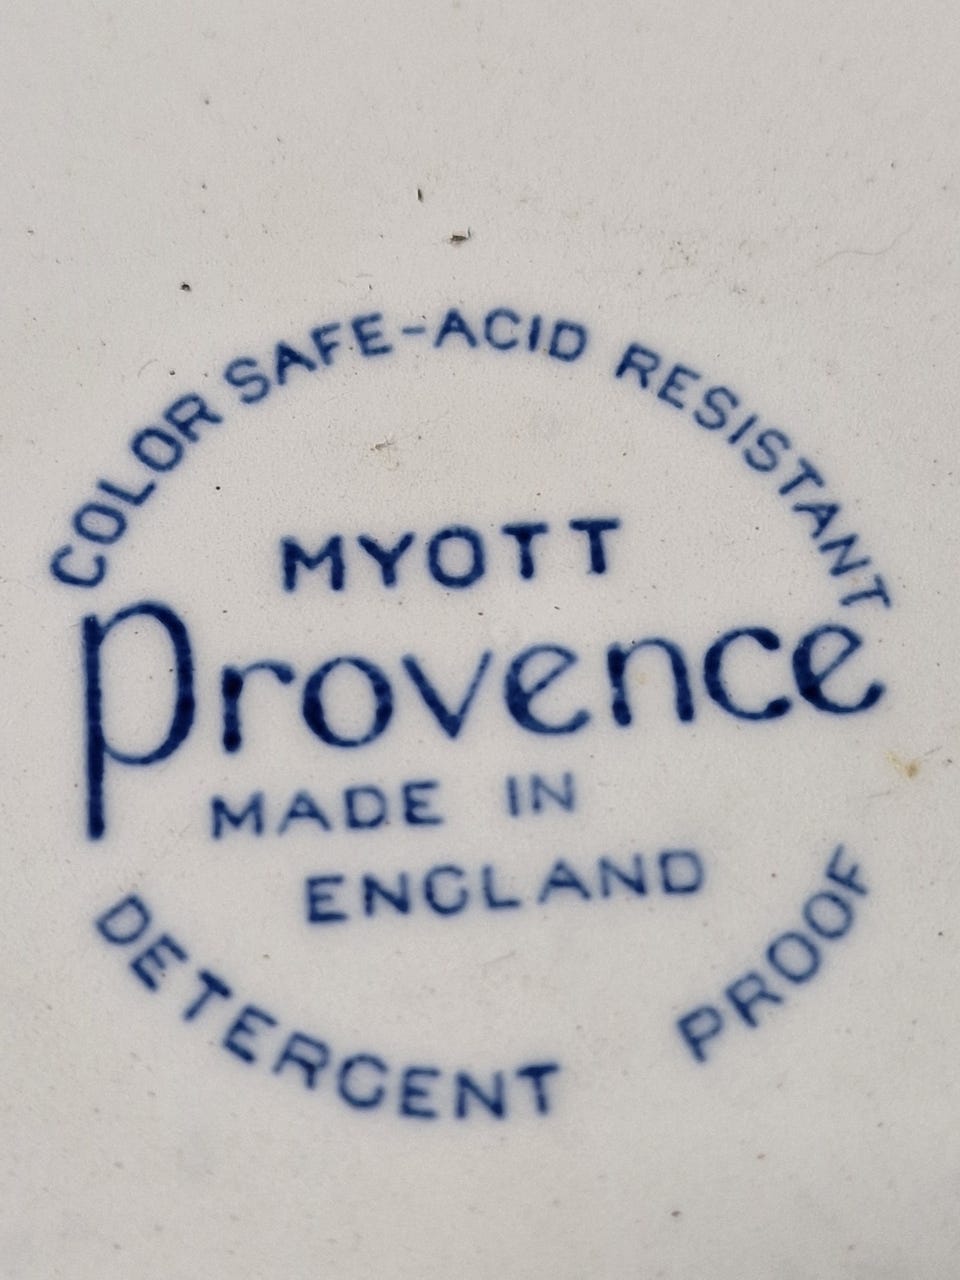 COLOR SAFE-ACID RESISTANT
MYOTT
Provence
MADE IN
ENGLAND
DETERGENT PROOF